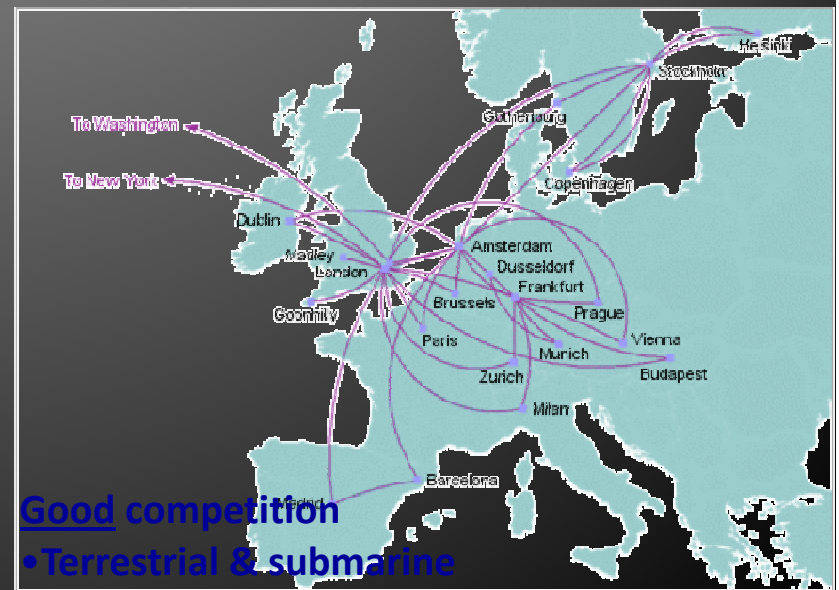 Helsinki
Stockholm
Gothenburg
To Washington
To New York
Copenhagen
Dublin
Amsterdam
Madley
London
Dusseldorf
Frankfurt
Brussels
Prague
Goonhilly
Paris
Vienna
Munich
Zurich
Budapest
Milan
Barcelona
Madrid
Good competition
•Terrestrial & submarine